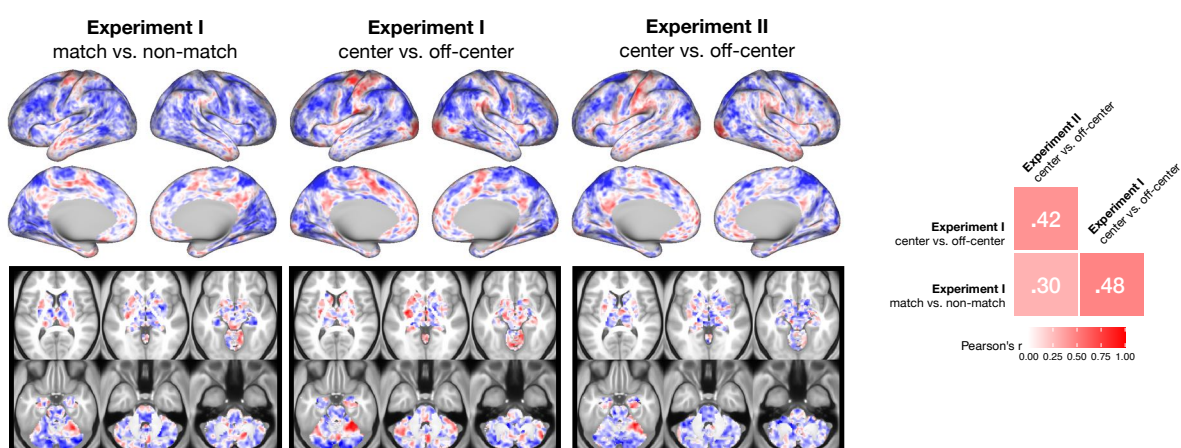 Experiment I
match vs. non-match
Experiment I
center vs. off-center
Experiment II
center vs. off-center
Experiment II
center vs. off-center
Experiment I
center vs. off-center
Experiment I
center vs. off-center
.42
Experiment I
match vs. non-match
.30 .48
Pearson's r
0.00 0.25 0.50 0.75 1.00